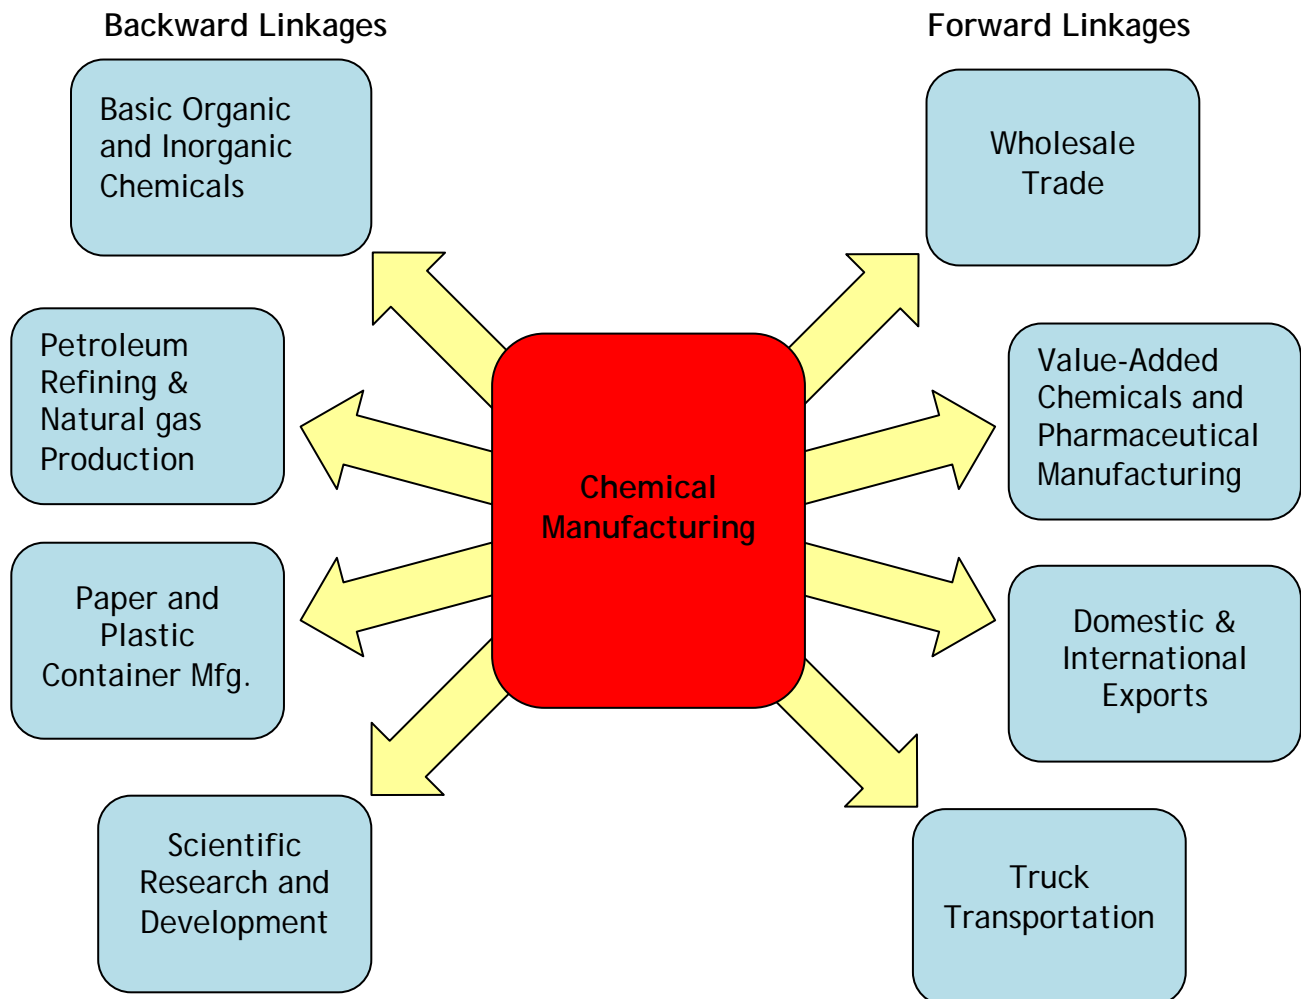 Backward Linkages
Forward Linkages
Basic Organic
and Inorganic
Chemicals
Petroleum
Refining &
Natural gas
Production
Paper and
Plastic
Container Mfg.
Scientific
Research and
Development
Chemical
Manufacturing
Wholesale
Trade
Value-Added
Chemicals and
Pharmaceutical
Manufacturing
Domestic &
International
Exports
Truck
Transportation